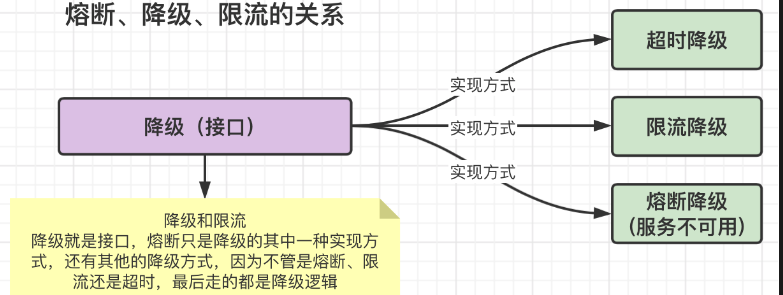 熔断、降级、限流的关系
超时降级
实现方式
降级（接口）
实现方式
限流降级
实现方式
熔断降级
（服务不可用）
降级和限流
降级就是接口，熔断只是降级的其中一种实现方
式，还有其他的降级方式，因为不管是熔断、限
流还是超时，最后走的都是降级逻辑